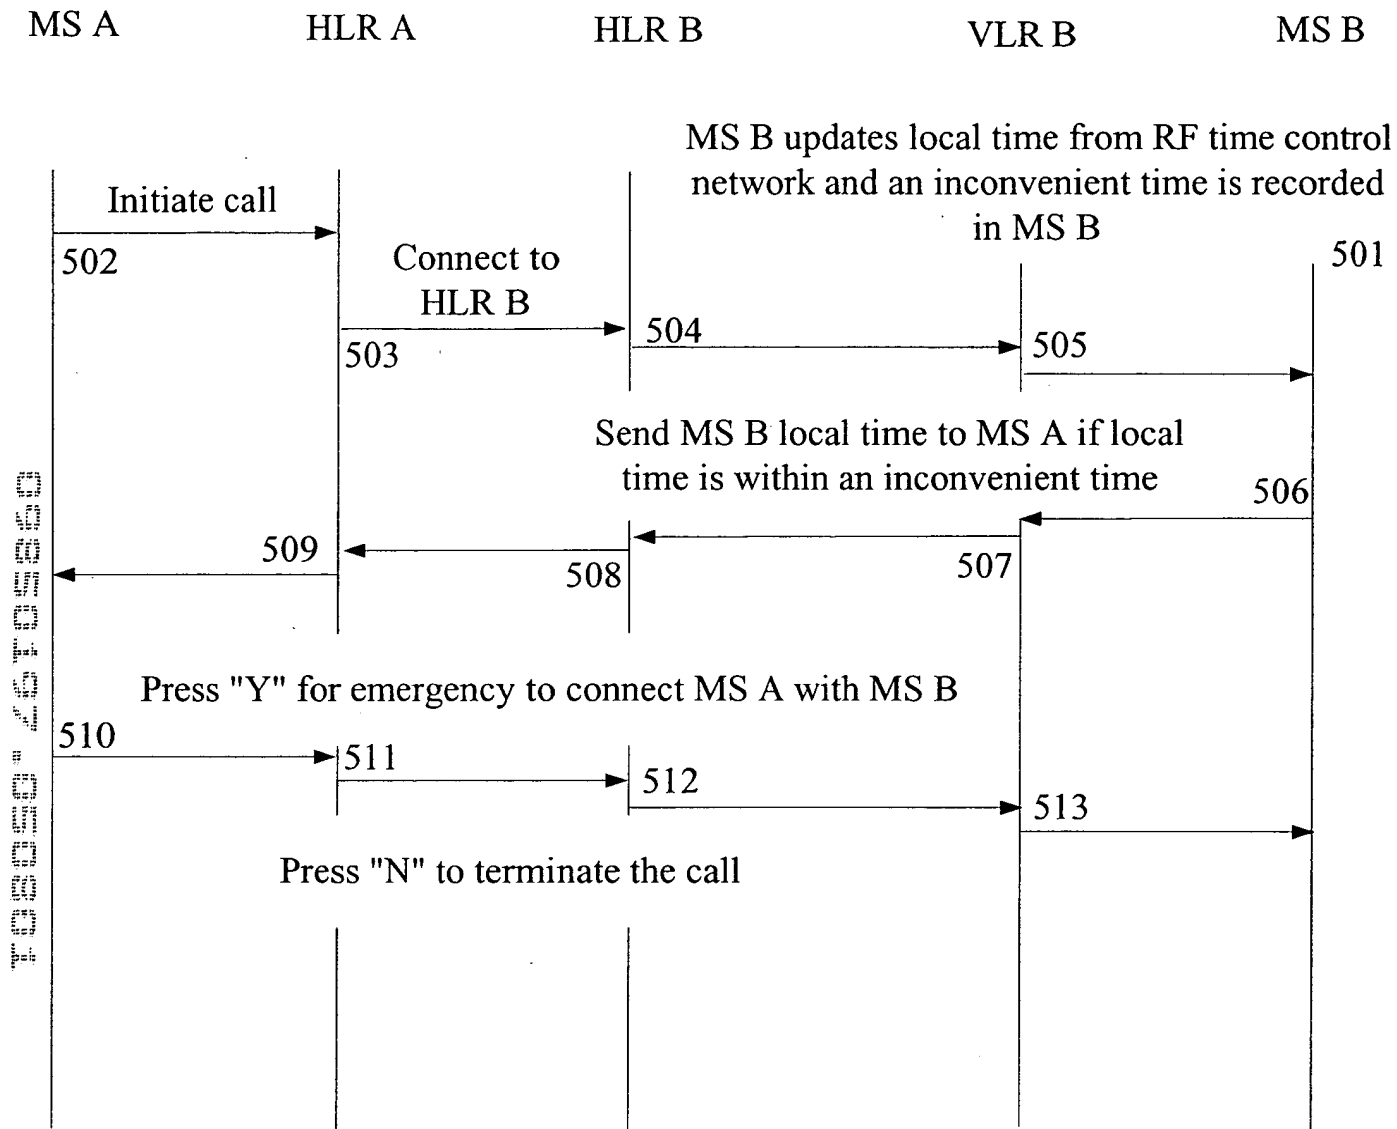 MS A HLR A HLR B VLR B MS B
MS B updates local time from RF time control
network and an inconvenient time is recorded
in MS B
501
Initiate call
502
Connect to
HLR B
503
504
505
Send MS B local time to MS A if local
time is within an inconvenient time
506
507
508
509
Press "Y" for emergency to connect MS A with MS B
510
511
512
513
Press "N" to terminate the call
09850197.050801